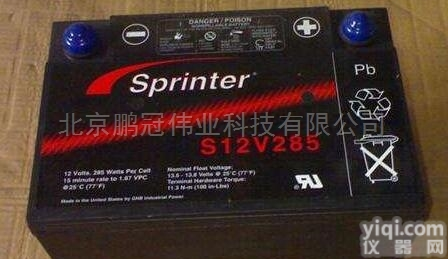 DANGER / POISON
Sprinter
Pb
北京鹏冠伟业科技有限公司
S12V285
12 Volts, 285 Watts Per Cell
15 minute rate to 1.67 VPC
@25°C (77°F)
Nominal Float Voltage:
13.5 - 13.8 Volts @ 25°C (77°F)
Terminal Hardware Torque:
11.3 N-m (100 in-Lbs)
Made in the United States by GNB Industrial Power
yiqi.com
仪器网